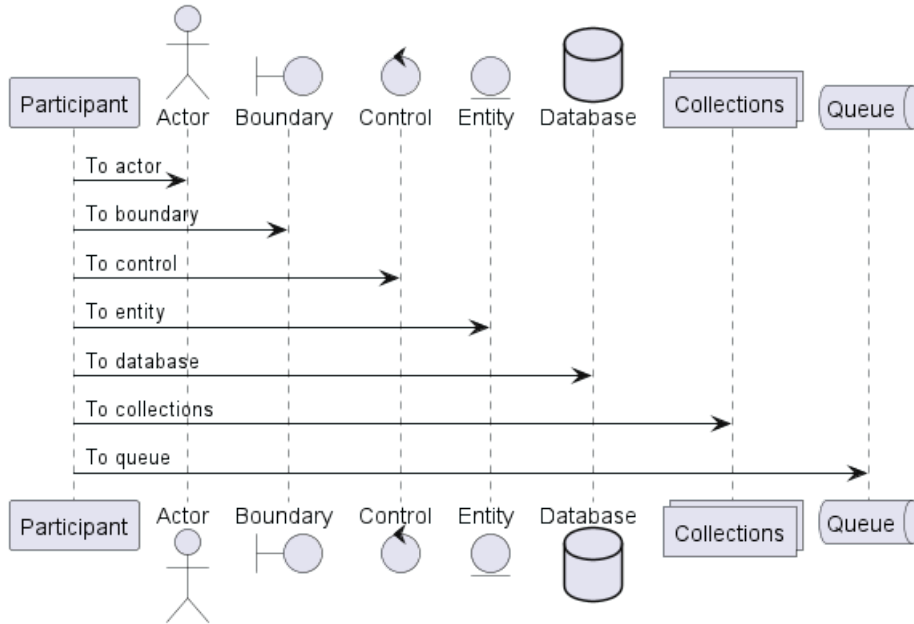 Participant
Actor
Boundary
Control
Entity
Database
Collections
Queue
To actor
To boundary
To control
To entity
To database
To collections
To queue
Participant
Actor
Boundary
Control
Entity
Database
Collections
Queue